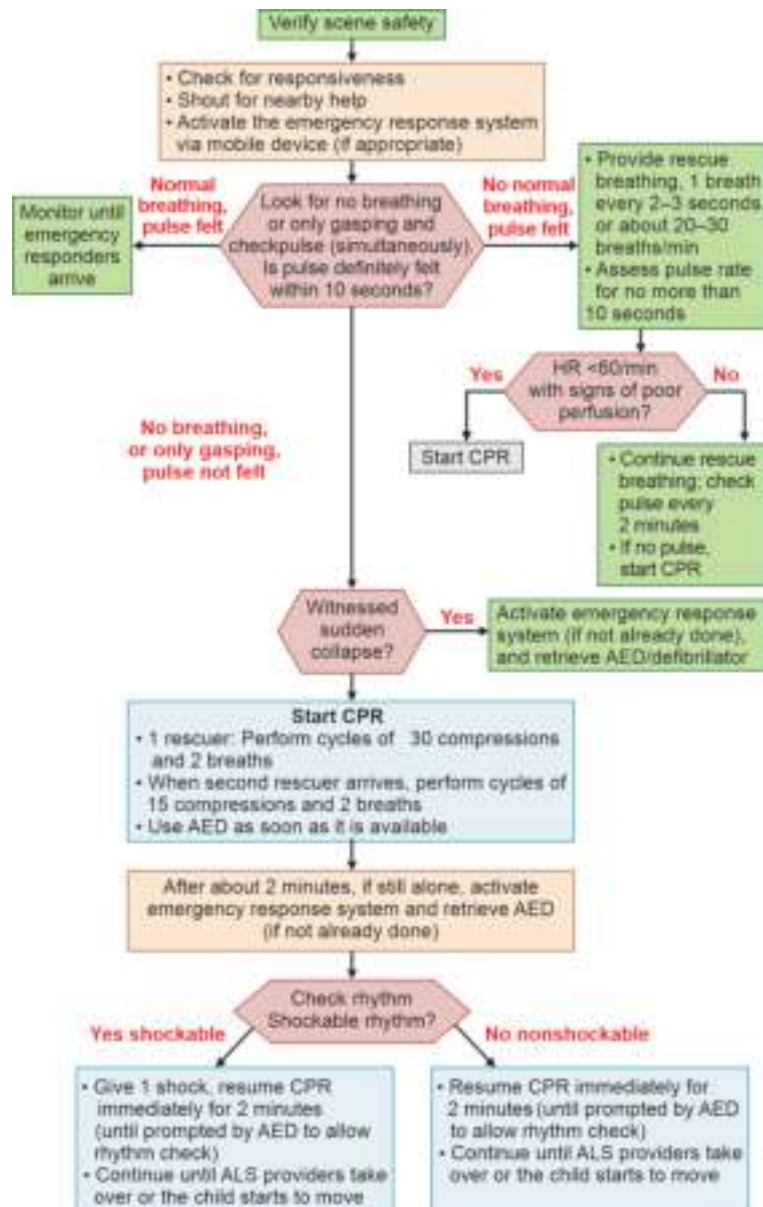 Verify scene safety
• Check for responsiveness
• Shout for nearby help
• Activate the emergency response system
via mobile device (if appropriate)
Normal
breathing,
pulse felt
Monitor until
emergency
responders
arrive
Look for no breathing
or only gasping and
checkpulse (simultaneously).
Is pulse definitely felt
within 10 seconds?
No normal
breathing,
pulse felt
• Provide rescue
breathing, 1 breath
every 2–3 seconds
or about 20–30
breaths/min
• Assess pulse rate
for no more than
10 seconds
Yes
HR <60/min
with signs of poor
perfusion?
No
Start CPR
• Continue rescue
breathing; check
pulse every
2 minutes
• If no pulse,
start CPR
No breathing,
or only gasping,
pulse not felt
Witnessed
sudden
collapse?
Yes
Activate emergency response
system (if not already done),
and retrieve AED/defibrillator
Start CPR
• 1 rescuer: Perform cycles of 30 compressions
and 2 breaths
• When second rescuer arrives, perform cycles of
15 compressions and 2 breaths
• Use AED as soon as it is available
After about 2 minutes, if still alone, activate
emergency response system and retrieve AED
(if not already done)
Check rhythm
Shockable rhythm?
Yes shockable
No nonshockable
• Give 1 shock, resume CPR
immediately for 2 minutes
(until prompted by AED to allow
rhythm check)
• Continue until ALS providers take
over or the child starts to move
• Resume CPR immediately for
2 minutes (until prompted by AED
to allow rhythm check)
• Continue until ALS providers take
over or the child starts to move